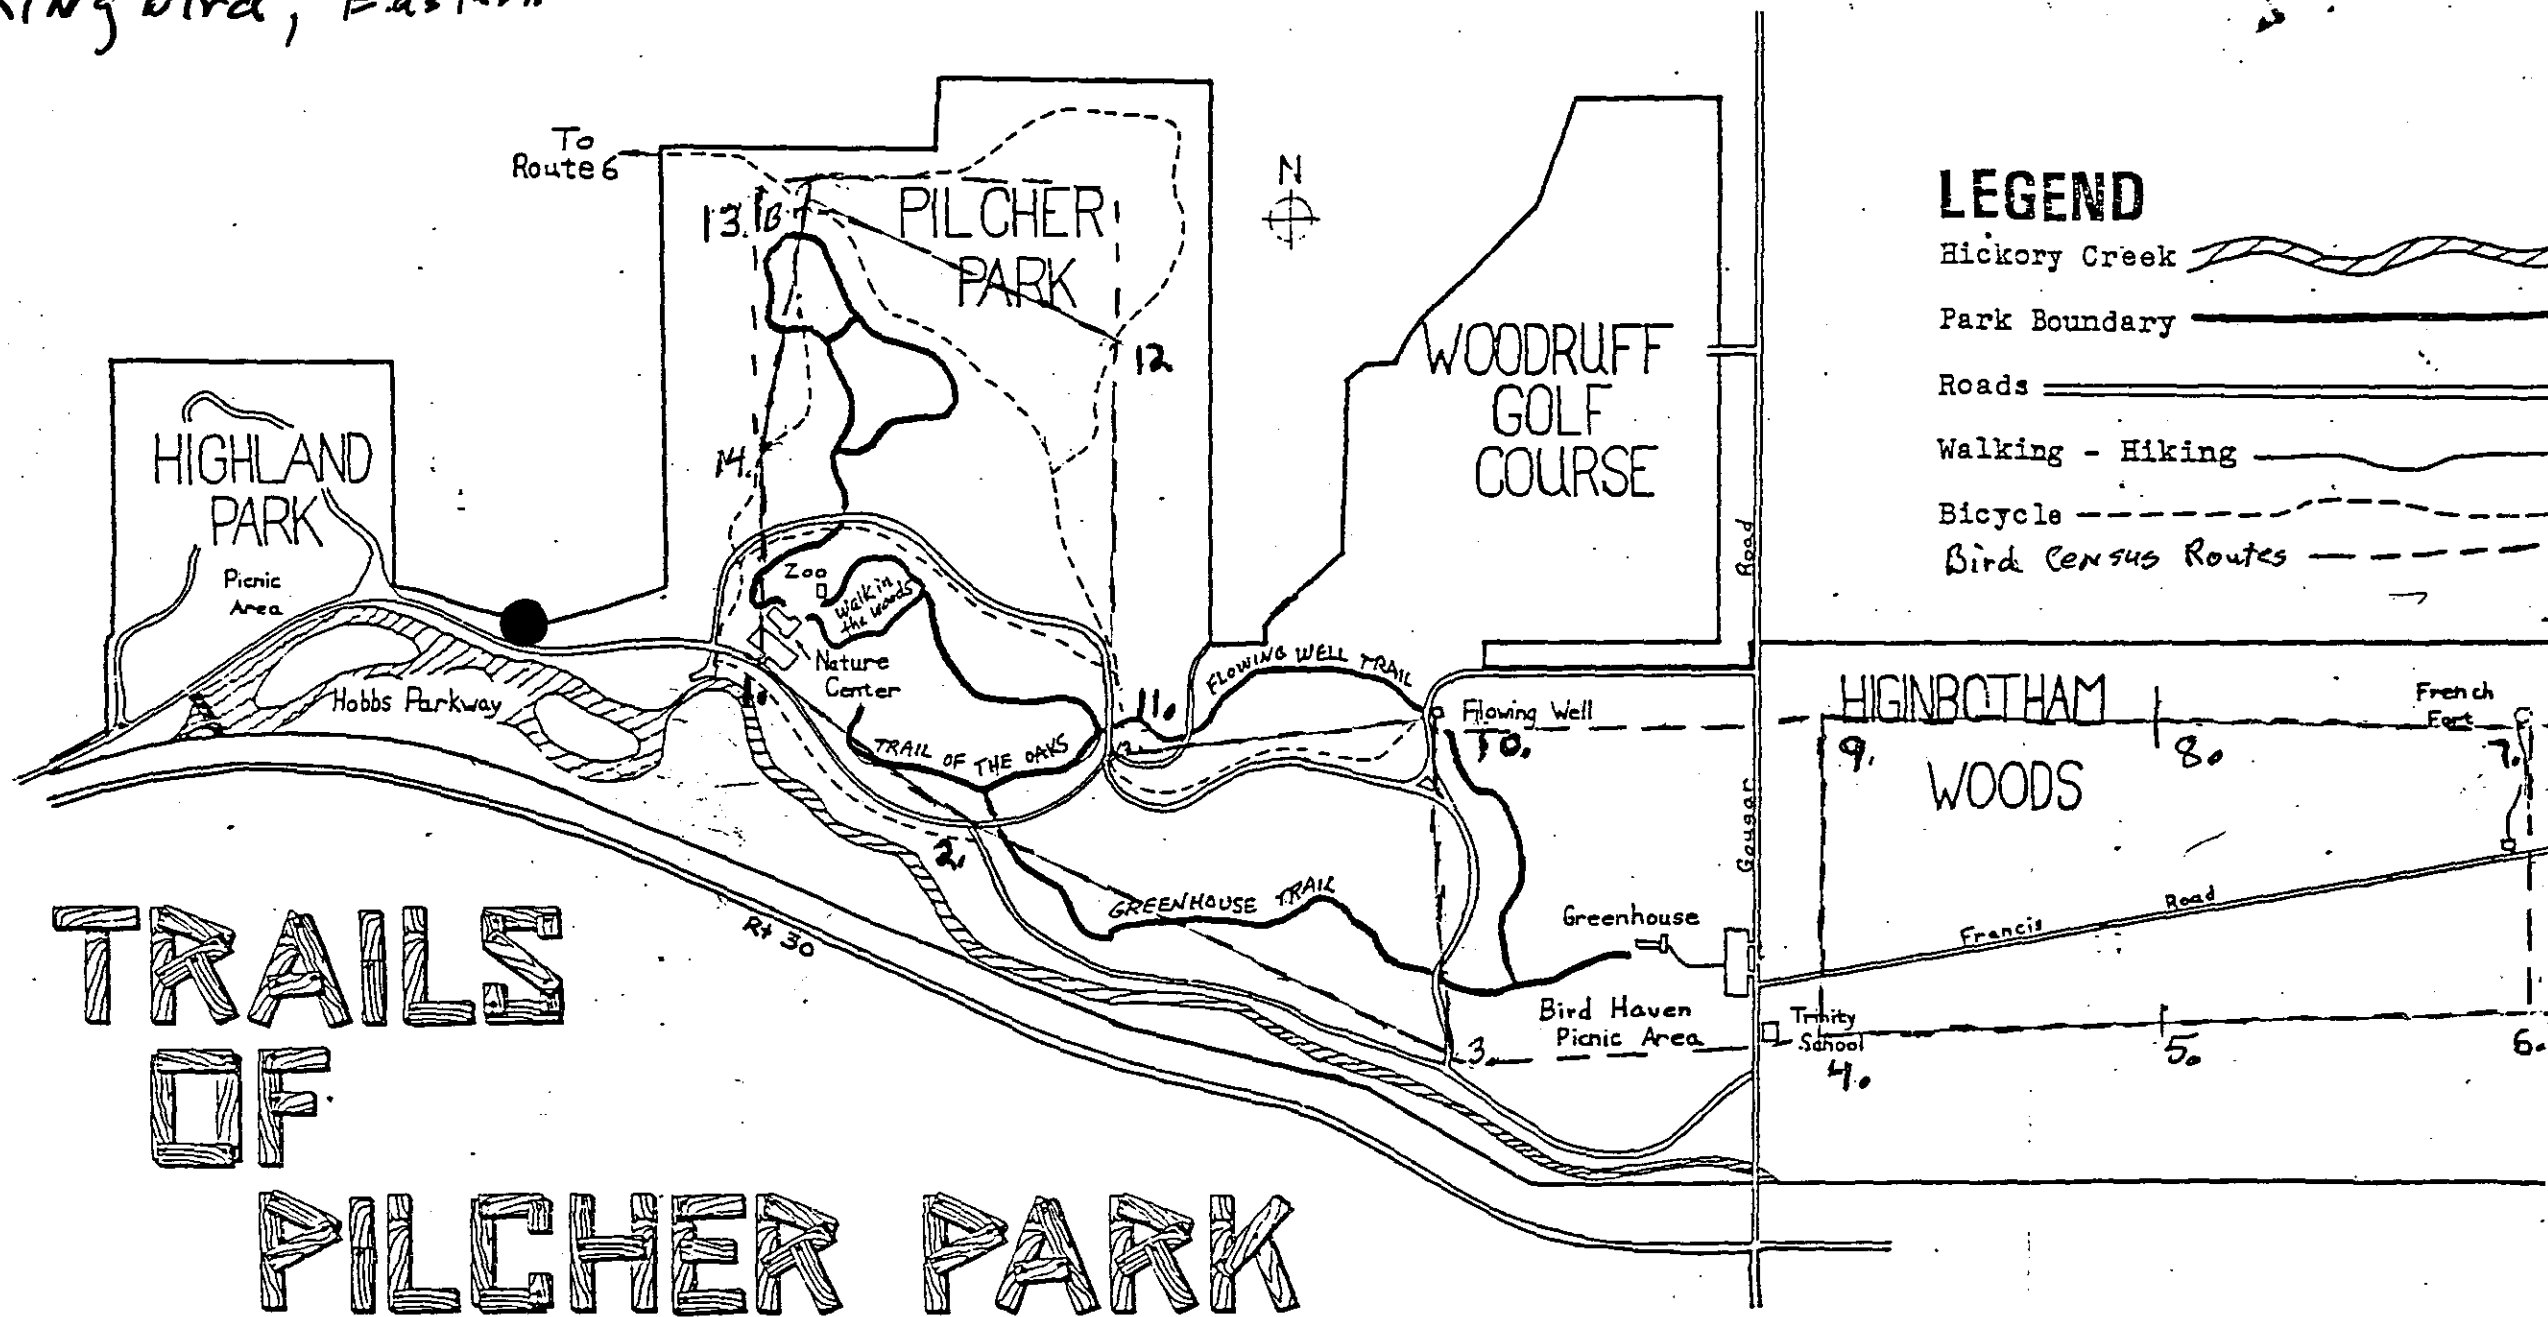 Kingbird, Eastern
To
Route 6
N
13.
B
PILCHER
PARK
12
14.
HIGHLAND
PARK
Picnic
Area
WOODRUFF
GOLF
COURSE
LEGEND
Hickory Creek
Park Boundary
Roads
Walking - Hiking
Bicycle
Bird Census Routes
Zoo
Walk in
the woods
Nature
Center
Hobbs Parkway
1.
TRAIL OF THE OAKS
11.
FLOWING WELL TRAIL
Flowing Well
10.
2.
GREENHOUSE TRAIL
Rt 30
Gougar Road
HIGINBOTHAM
WOODS
9.
8.
French
Fort
7.
Francis Road
Greenhouse
Bird Haven
Picnic Area
3.
Trinity
School
4.
5.
6.
TRAILS
OF
PILCHER PARK